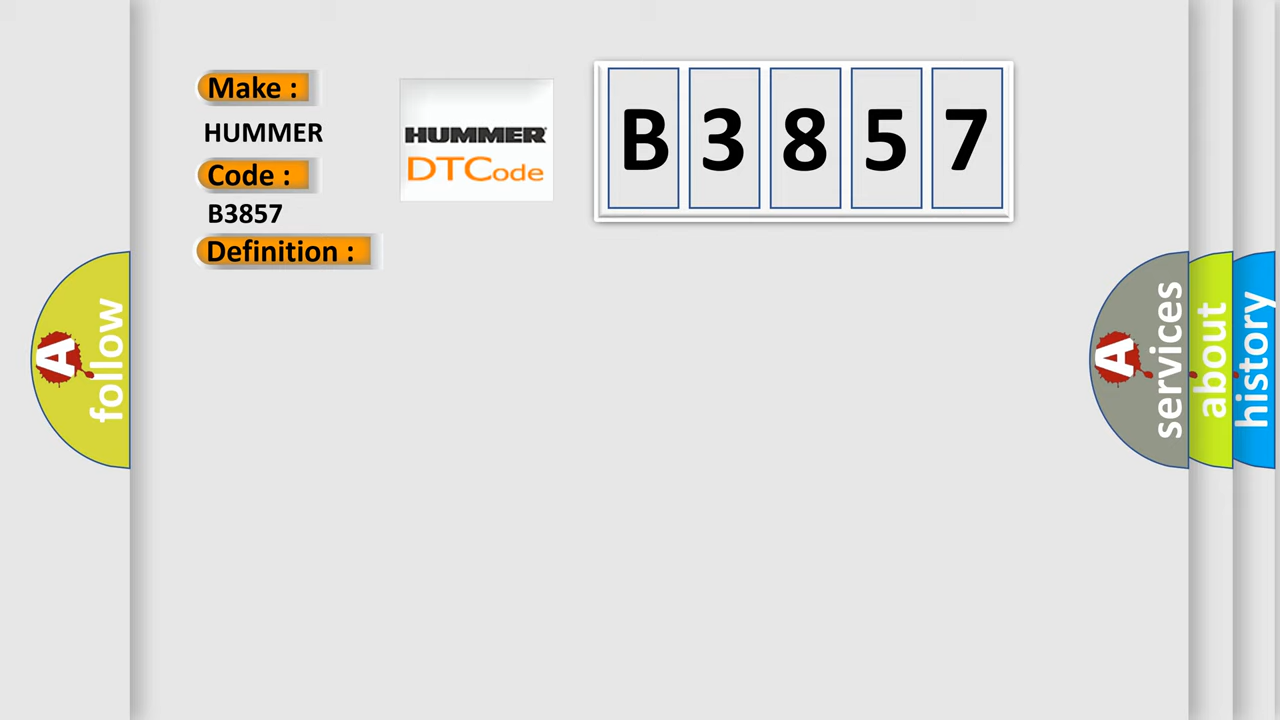 Make :
HUMMER
Code :
B3857
Definition :
HUMMER
DTCode
B 3 8 5 7
A follow
A services
about
history